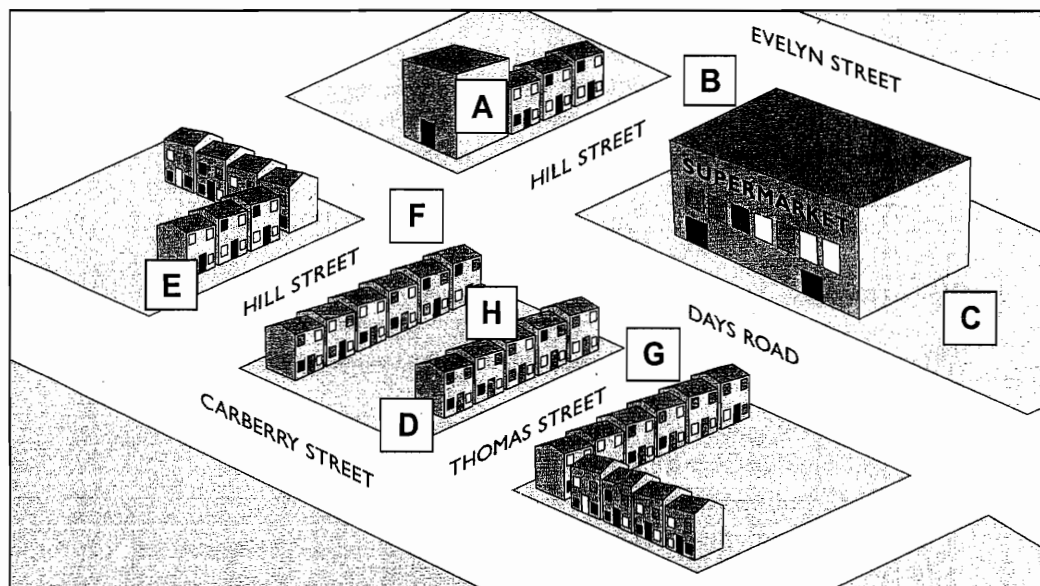 EVELYN STREET
B
A
HILL STREET
SUPERMARKET
F
E
HILL STREET
H
C
DAYS ROAD
G
D
CARBERRY STREET
THOMAS STREET